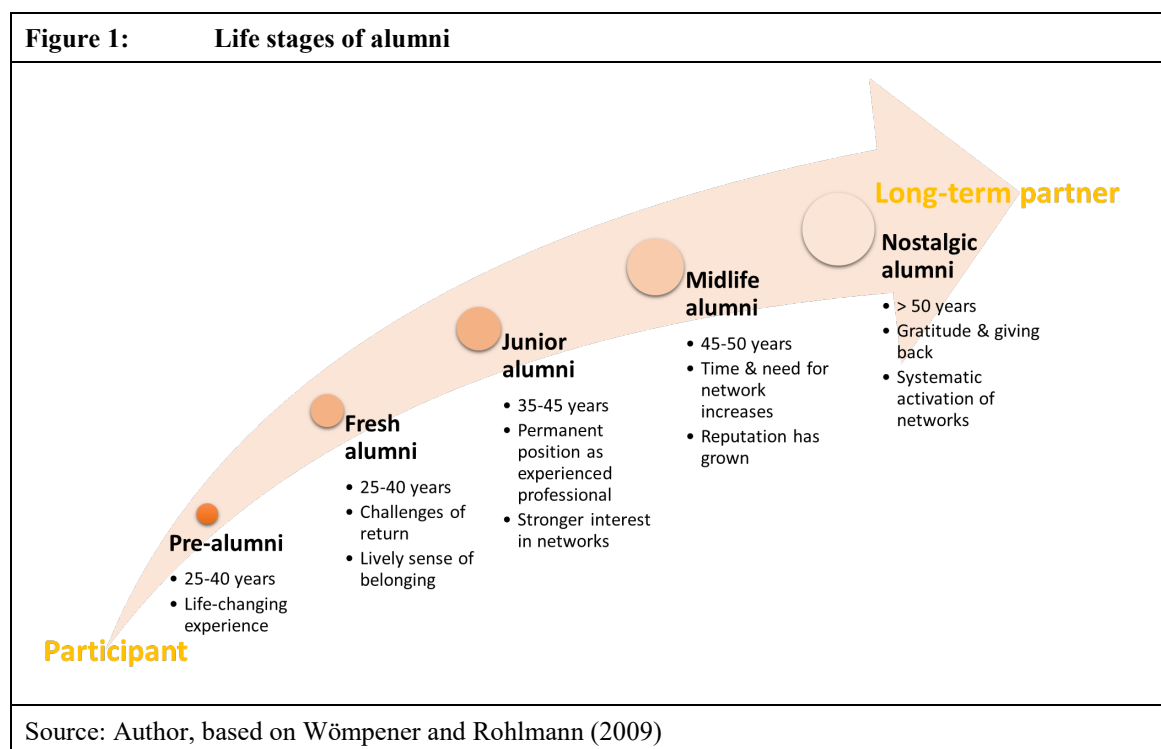 Figure 1: Life stages of alumni
Long-term partner
Nostalgic
alumni
• > 50 years
• Gratitude & giving
back
• Systematic
activation of
networks
Midlife
alumni
• 45-50 years
• Time & need for
network
increases
• Reputation has
grown
Junior
alumni
• 35-45 years
• Permanent
position as
experienced
professional
• Stronger interest
in networks
Fresh
alumni
• 25-40 years
• Challenges of
return
• Lively sense of
belonging
Pre-alumni
• 25-40 years
• Life-changing
experience
Participant
Source: Author, based on Wömpener and Rohlmann (2009)